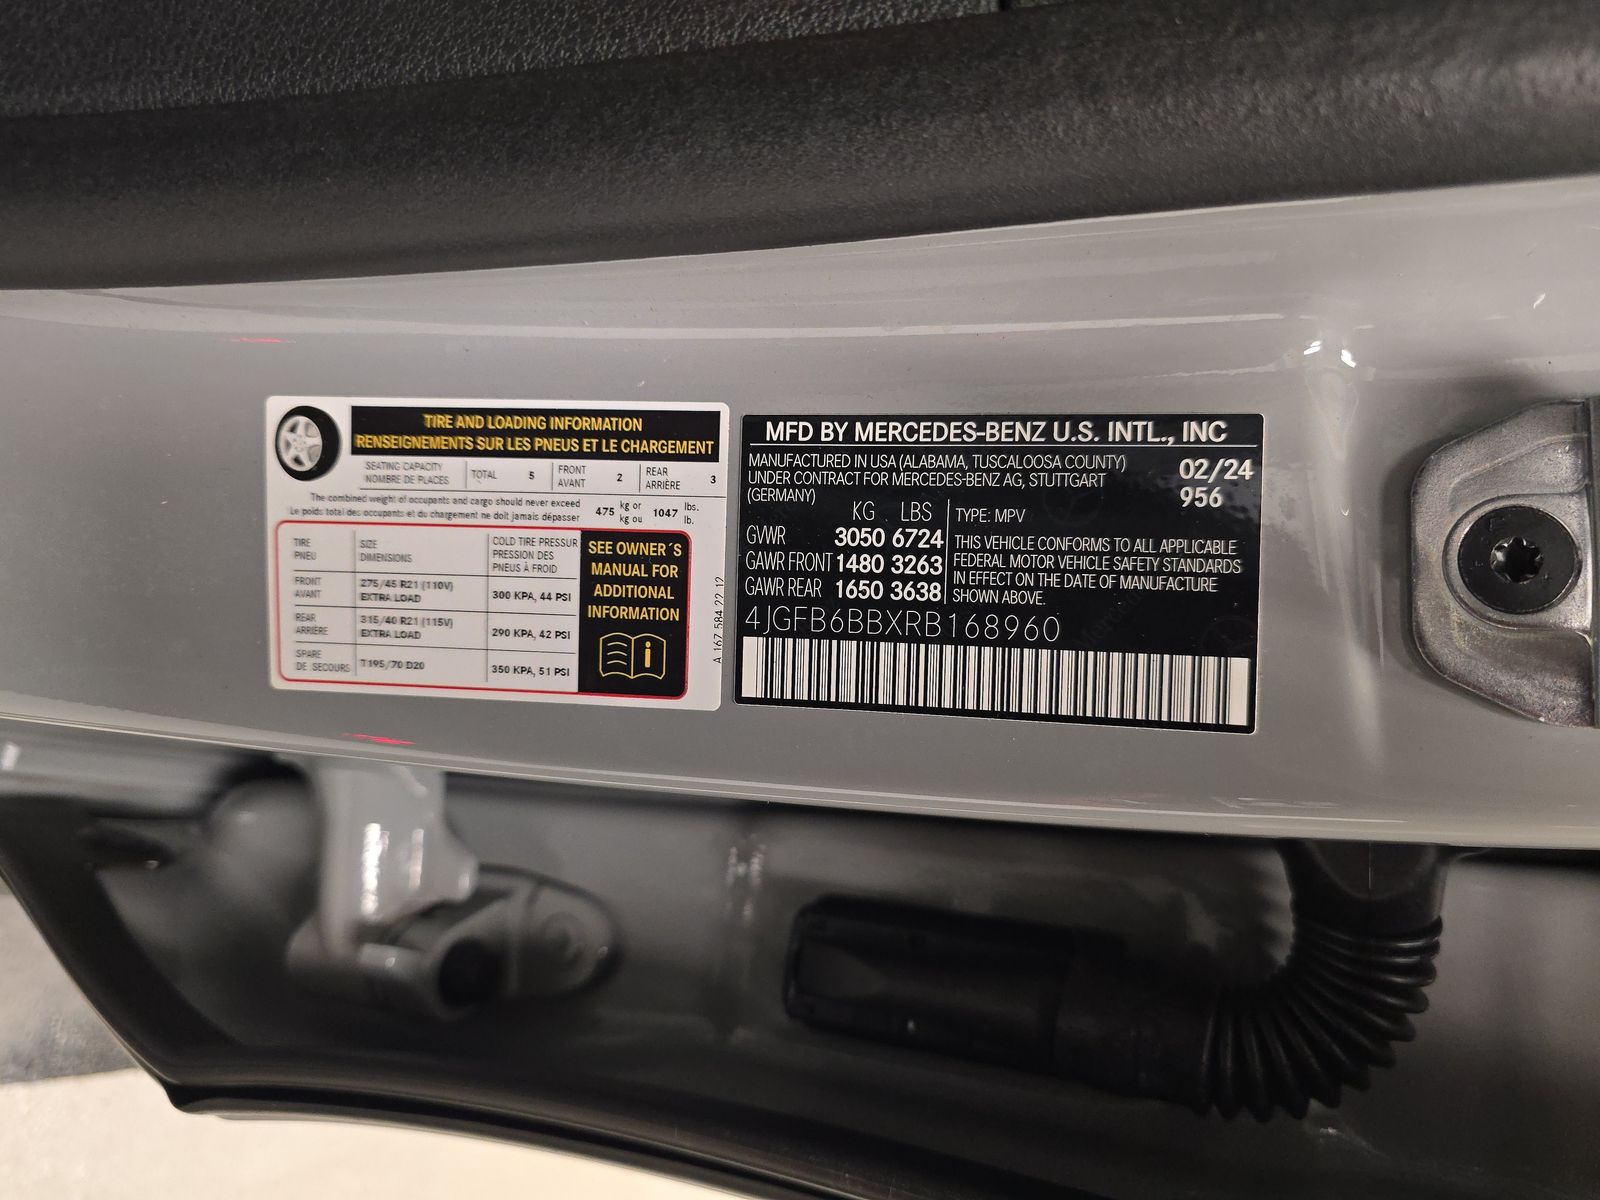 TIRE AND LOADING INFORMATION
RENSEIGNEMENTS SUR LES PNEUS ET LE CHARGEMENT
SEATING CAPACITY
NOMBRE DE PLACES
TOTAL 5
FRONT
AVANT
2
REAR
ARRIÈRE
3
The combined weight of occupants and cargo should never exceed
Le poids total des occupants et du chargement ne doit jamais dépasser
475 kg or
kg ou
1047 lbs.
lb.
TIRE
PNEU
SIZE
DIMENSIONS
COLD TIRE PRESSUR
PRESSION DES
PNEUS À FROID
FRONT
AVANT
275/45 R21 (110V)
EXTRA LOAD
300 KPA, 44 PSI
REAR
ARRIÈRE
315/40 R21 (115V)
EXTRA LOAD
290 KPA, 42 PSI
SPARE
DE SECOURS
T195/70 D20
350 KPA, 51 PSI
SEE OWNER´S
MANUAL FOR
ADDITIONAL
INFORMATION
i
A 167 584 22 12
MFD BY MERCEDES-BENZ U.S. INTL., INC
MANUFACTURED IN USA (ALABAMA, TUSCALOOSA COUNTY)
UNDER CONTRACT FOR MERCEDES-BENZ AG, STUTTGART
(GERMANY)
02/24
956
KG LBS
GVWR 3050 6724
GAWR FRONT 1480 3263
GAWR REAR 1650 3638
TYPE: MPV
THIS VEHICLE CONFORMS TO ALL APPLICABLE
FEDERAL MOTOR VEHICLE SAFETY STANDARDS
IN EFFECT ON THE DATE OF MANUFACTURE
SHOWN ABOVE.
4JGFB6BBXRB168960